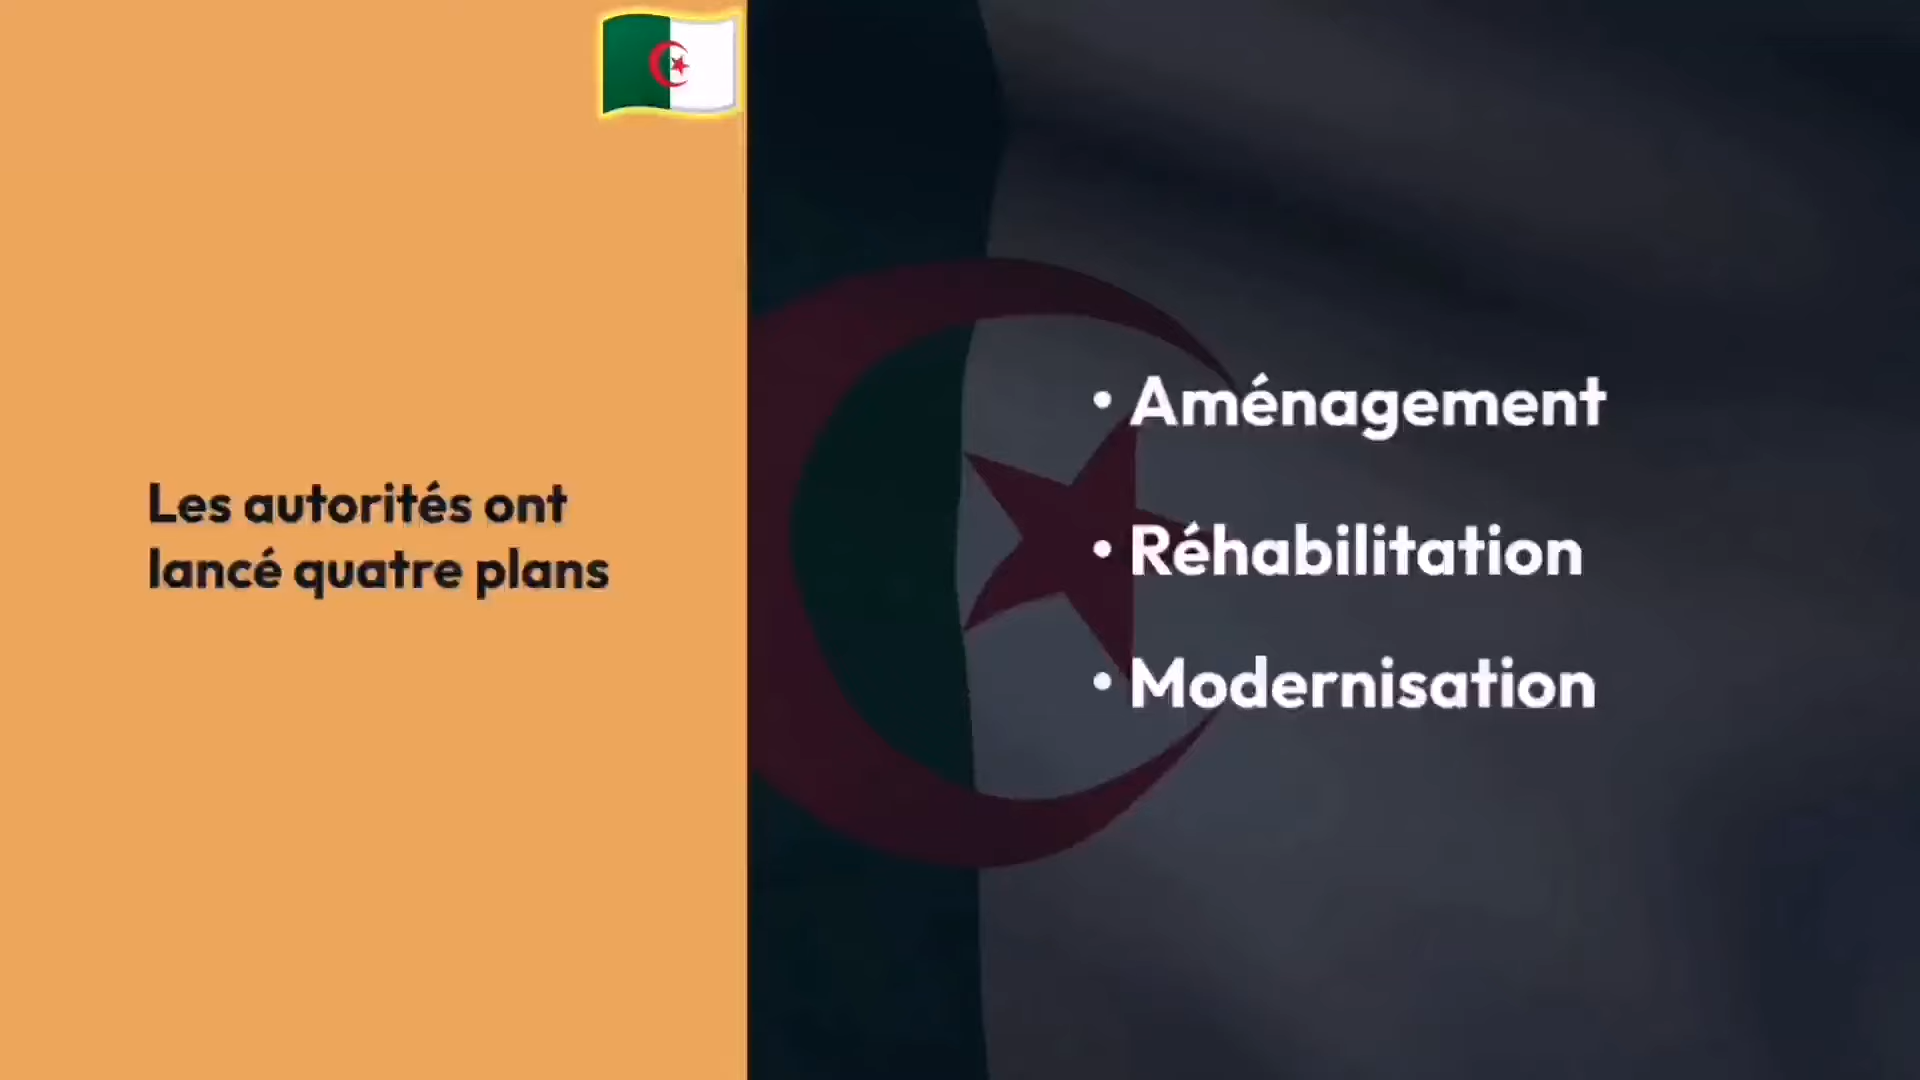 Les autorités ont
lancé quatre plans
• Aménagement
• Réhabilitation
• Modernisation